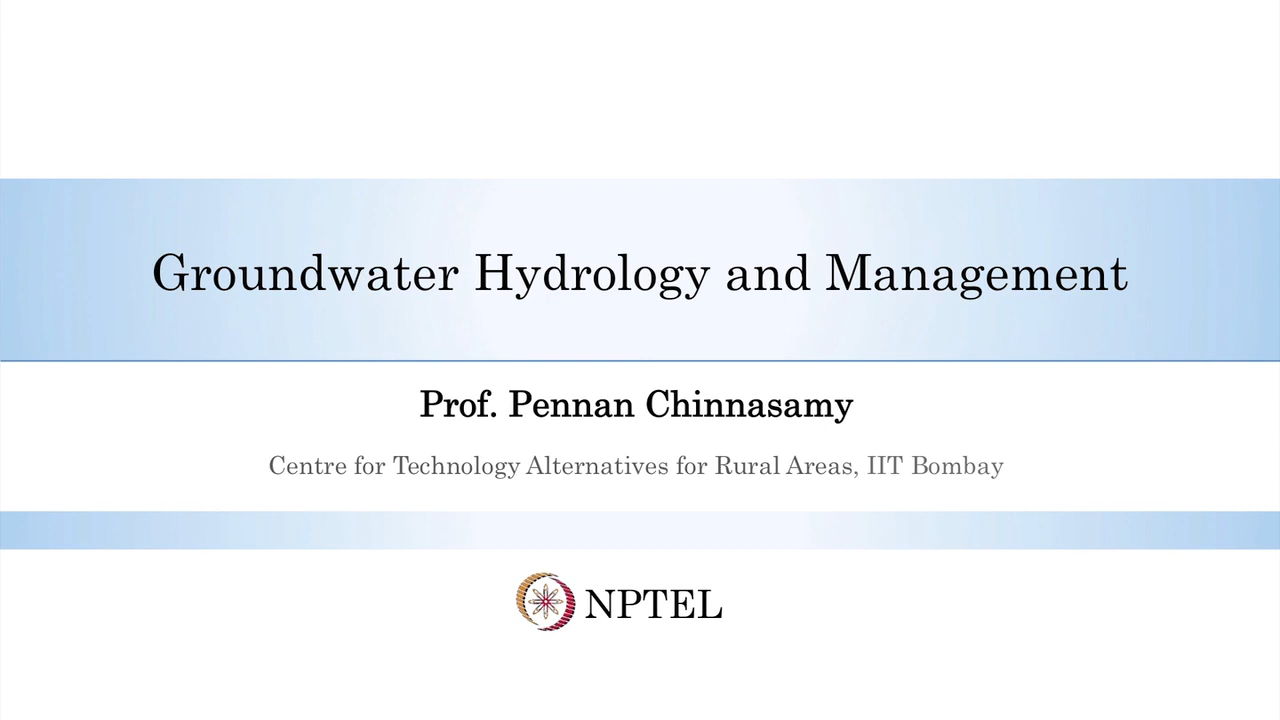 Groundwater Hydrology and Management
Prof. Pennan Chinnasamy
Centre for Technology Alternatives for Rural Areas, IIT Bombay
NPTEL